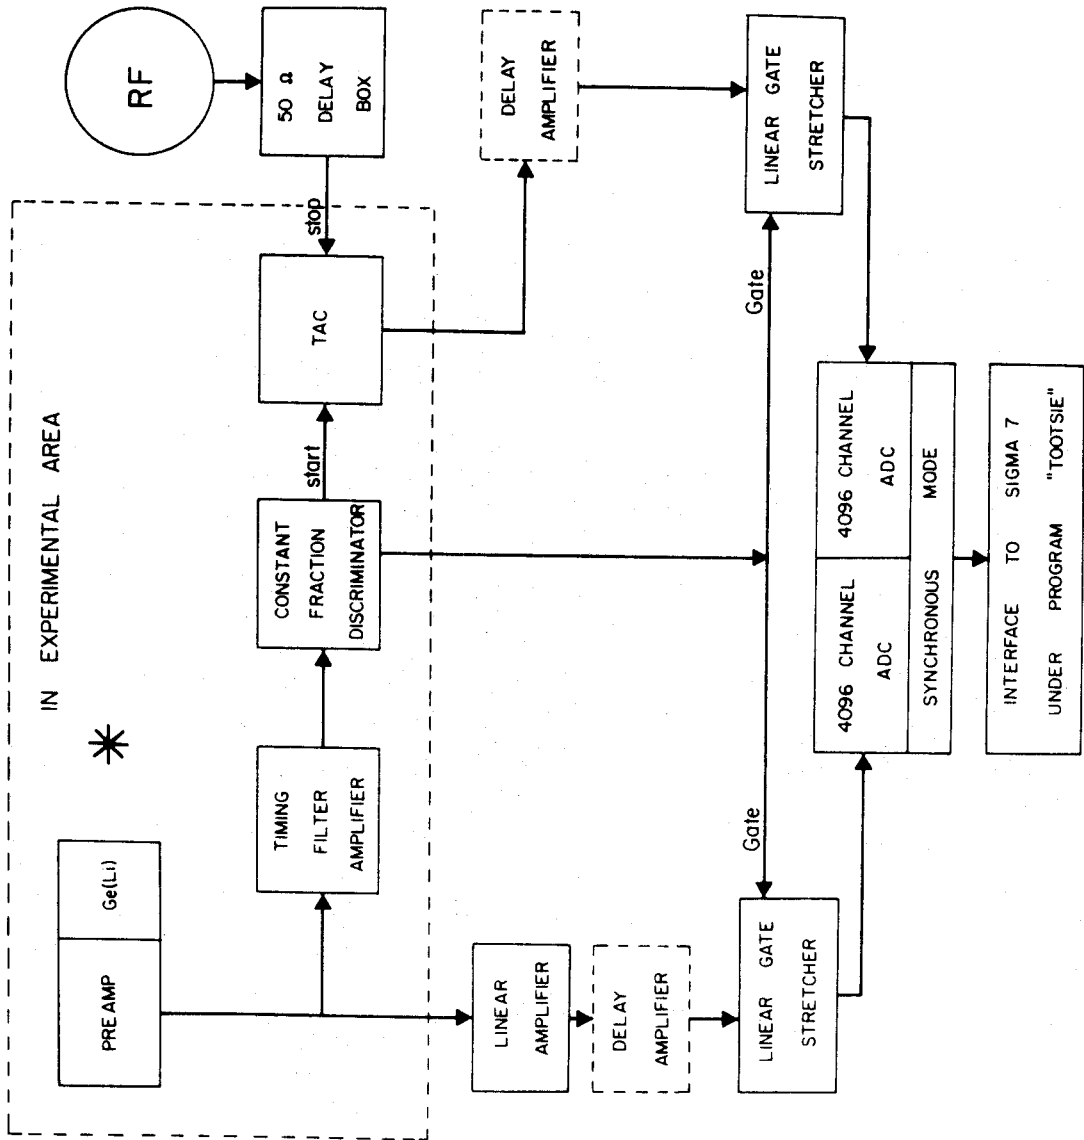 IN EXPERIMENTAL AREA
PREAMP
Ge(Li)
TIMING
FILTER
AMPLIFIER
CONSTANT
FRACTION
DISCRIMINATOR
start
TAC
stop
50 Ω
DELAY
BOX
RF
LINEAR
AMPLIFIER
DELAY
AMPLIFIER
DELAY
AMPLIFIER
LINEAR GATE
STRETCHER
Gate
Gate
LINEAR GATE
STRETCHER
4096 CHANNEL
ADC
4096 CHANNEL
ADC
SYNCHRONOUS MODE
INTERFACE TO SIGMA 7
UNDER PROGRAM "TOOTSIE"